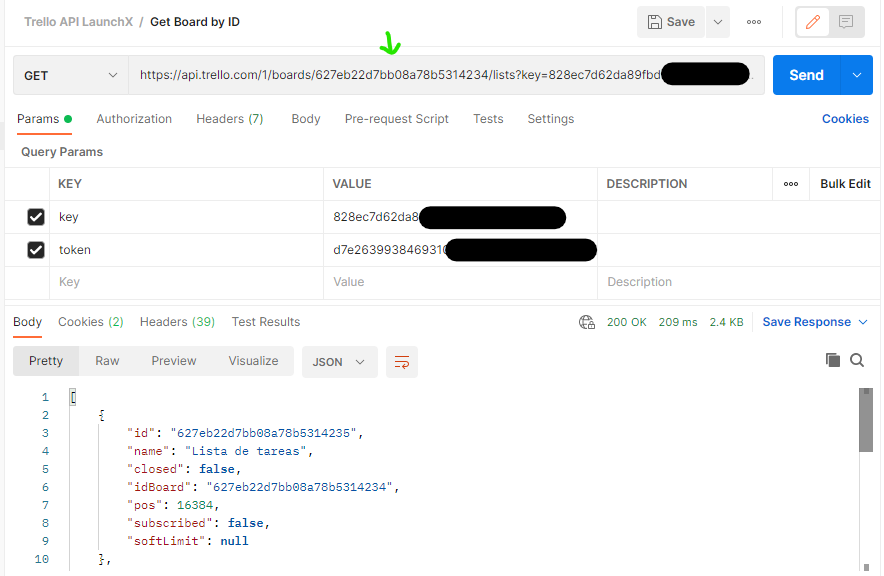 Trello API LaunchX / Get Board by ID
Save
GET https://api.trello.com/1/boards/627eb22d7bb08a78b5314234/lists?key=828ec7d62da89fbd
Send
Params Authorization Headers (7) Body Pre-request Script Tests Settings Cookies
Query Params
KEY VALUE DESCRIPTION Bulk Edit
key 828ec7d62da8
token d7e263993846931
Key Value Description
Body Cookies (2) Headers (39) Test Results 200 OK 209 ms 2.4 KB Save Response
Pretty Raw Preview Visualize JSON
1 [
2 {
3 "id": "627eb22d7bb08a78b5314235",
4 "name": "Lista de tareas",
5 "closed": false,
6 "idBoard": "627eb22d7bb08a78b5314234",
7 "pos": 16384,
8 "subscribed": false,
9 "softLimit": null
10 },